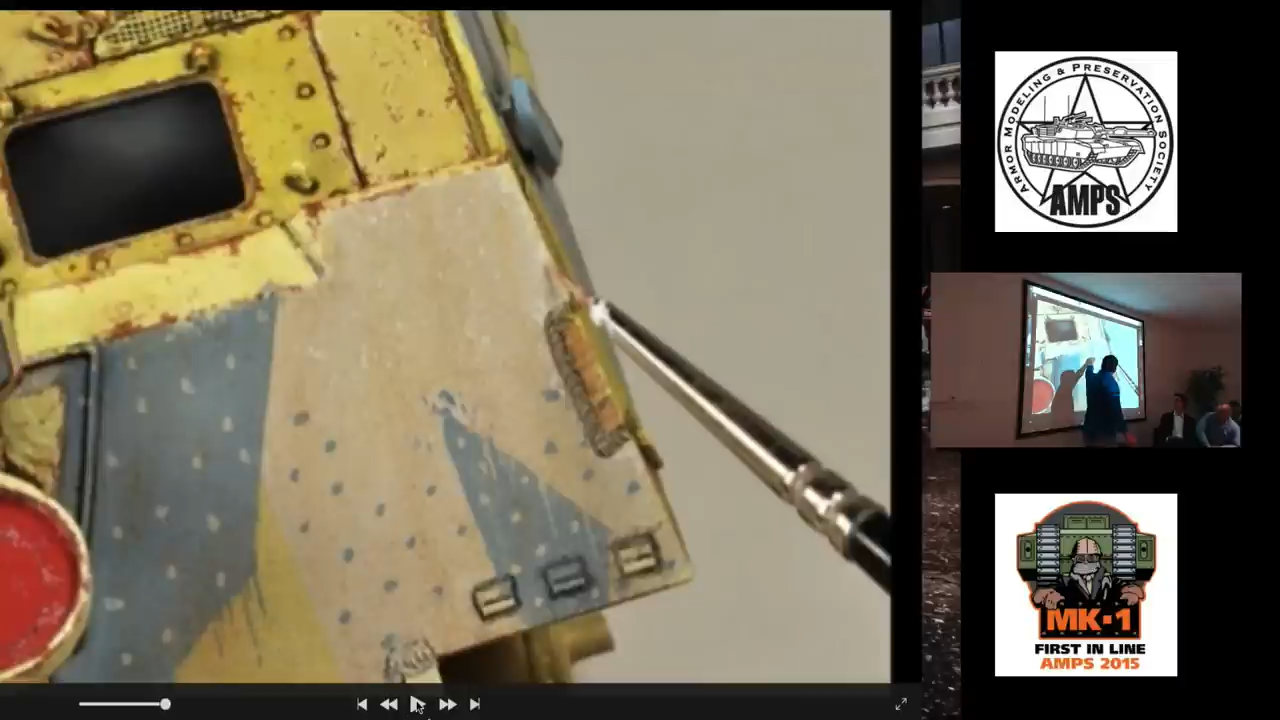 ARMOR MODELING & PRESERVATION SOCIETY
AMPS
MK-1
FIRST IN LINE
AMPS 2015